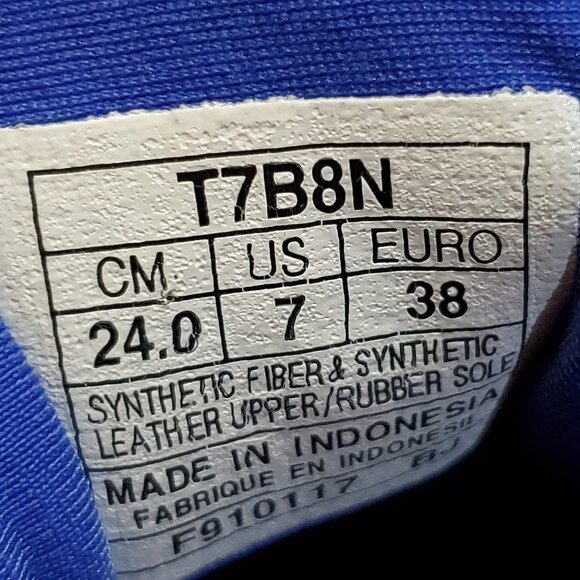 T7B8N
CM US EURO
24.0 7 38
SYNTHETIC FIBER & SYNTHETIC
LEATHER UPPER/RUBBER SOLE
MADE IN INDONESIA
FABRIQUE EN INDONESIE
F910117 BJ